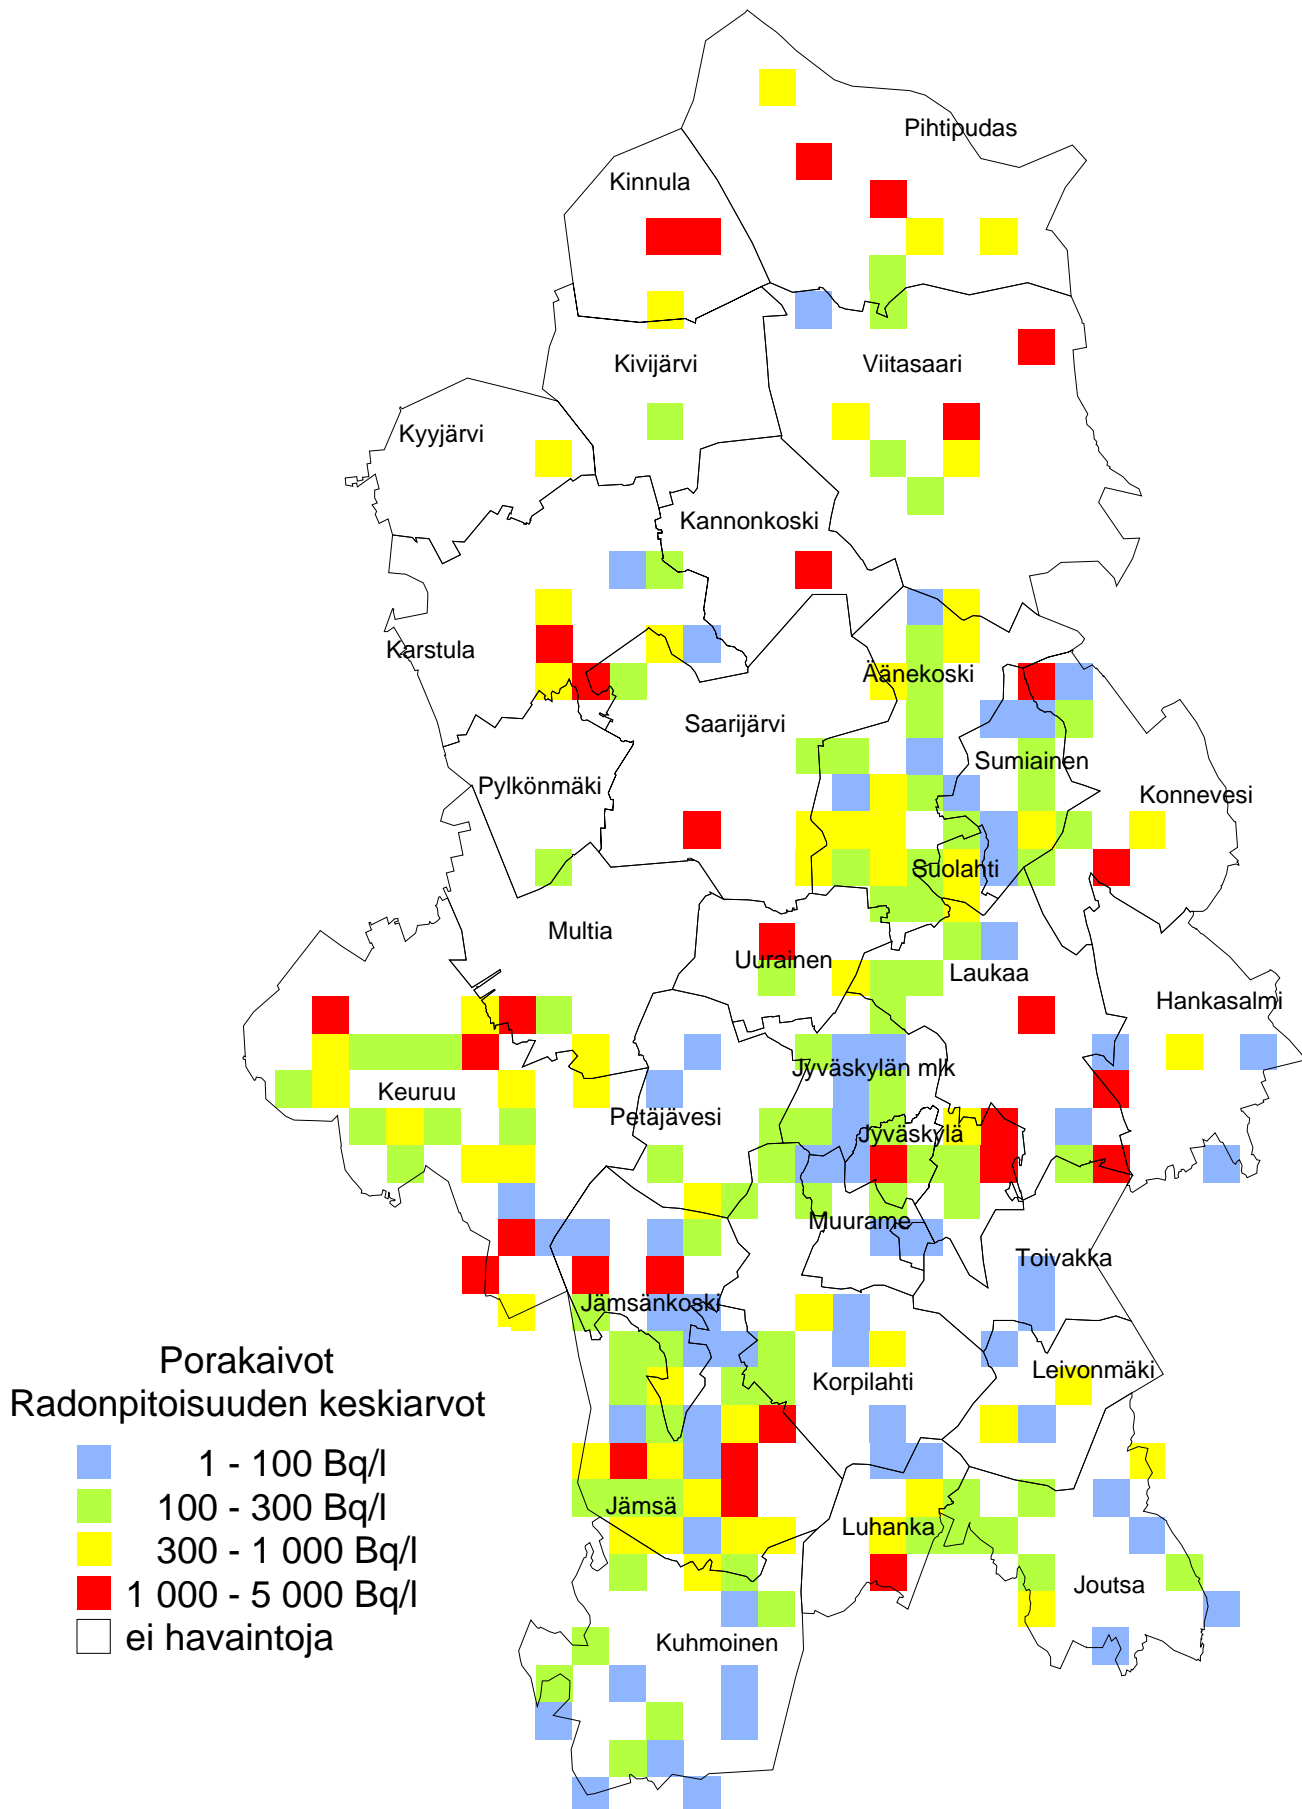 Pihtipudas
Kinnula
Kivijärvi
Viitasaari
Kyyjärvi
Kannonkoski
Karstula
Äänekoski
Saarijärvi
Sumiainen
Pylkönmäki
Konnevesi
Suolahti
Multia
Uurainen
Laukaa
Hankasalmi
Jyväskylän mlk
Keuruu
Petäjävesi
Jyväskylä
Muurame
Toivakka
Jämsänkoski
Leivonmäki
Korpilahti
Jämsä
Luhanka
Joutsa
Kuhmoinen
Porakaivot
Radonpitoisuuden keskiarvot
1 - 100 Bq/l
100 - 300 Bq/l
300 - 1 000 Bq/l
1 000 - 5 000 Bq/l
ei havaintoja